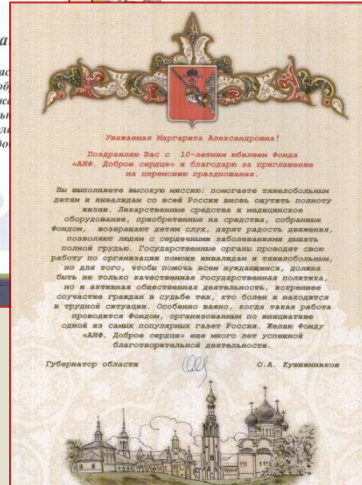 Уважаемая Маргарита Александровна!
Поздравляю Вас с 10-летним юбилеем Фонда
«АИФ. Доброе сердце» и благодарю за приглашение
на церемонию празднования.
Вы выполняете высокую миссию: помогаете тяжелобольным
детям и инвалидам со всей России вновь ощутить полноту
жизни. Лекарственные средства и медицинское
оборудование, приобретенные на средства, собранные
Фондом, возвращают детям слух, дарят радость движения,
позволяют людям с сердечными заболеваниями дышать
полной грудью. Государственные органы проводят свою
работу по организации помощи инвалидам и тяжелобольным,
но для того, чтобы помочь всем нуждающимся, должна
быть не только качественная государственная политика,
но и активная общественная деятельность, искреннее
соучастие граждан в судьбе тех, кто болен и находится
в трудной ситуации. Особенно важно, когда такая работа
проводится Фондом, организованным по инициативе
одной из самых популярных газет России. Желаю Фонду
«АИФ. Доброе сердце» еще много лет успешной
благотворительной деятельности.
Губернатор области О.А. Кувшинников